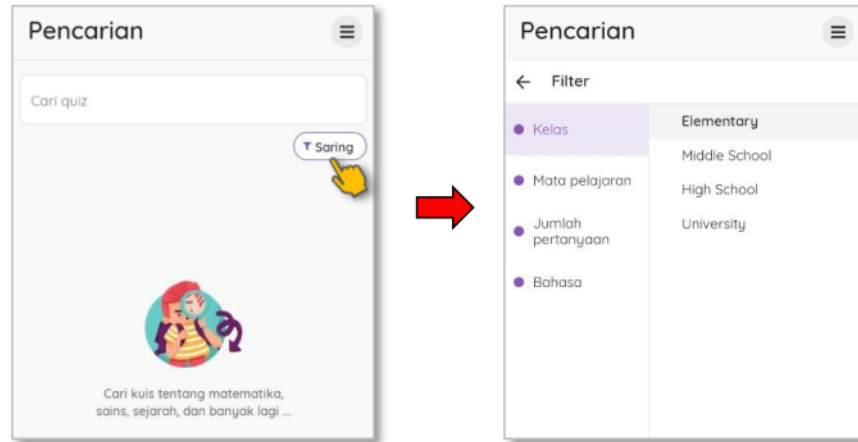 Pencarian
Cari quiz
Saring
Cari kuis tentang matematika,
sains, sejarah, dan banyak lagi ...
Pencarian
Filter
Kelas
Mata pelajaran
Jumlah
pertanyaan
Bahasa
Elementary
Middle School
High School
University